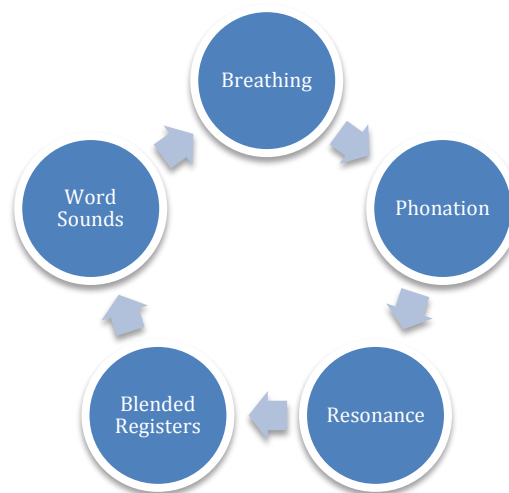 Breathing
Phonation
Resonance
Blended
Registers
Word
Sounds